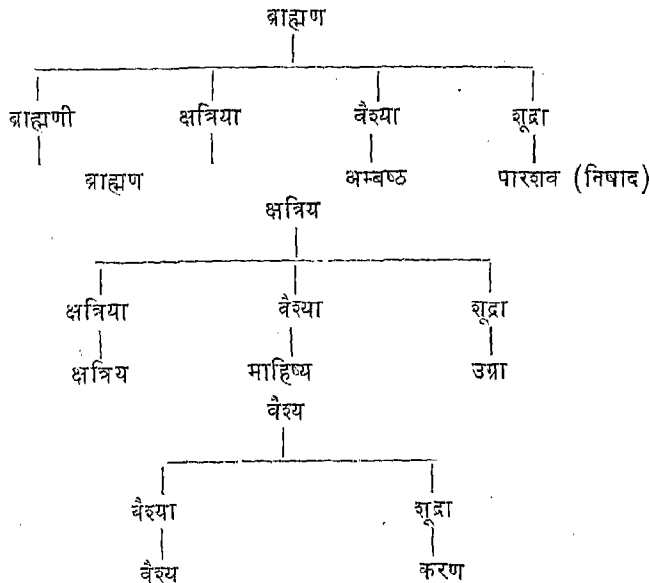 ब्राह्मण
ब्राह्मणी क्षत्रिया वैश्या शूद्रा
ब्राह्मण अम्बष्ठ पारशव (निषाद)
क्षत्रिय
क्षत्रिया वैश्या शूद्रा
क्षत्रिय माहिष्य उग्रा
वैश्य
वैश्या शूद्रा
वैश्य करण